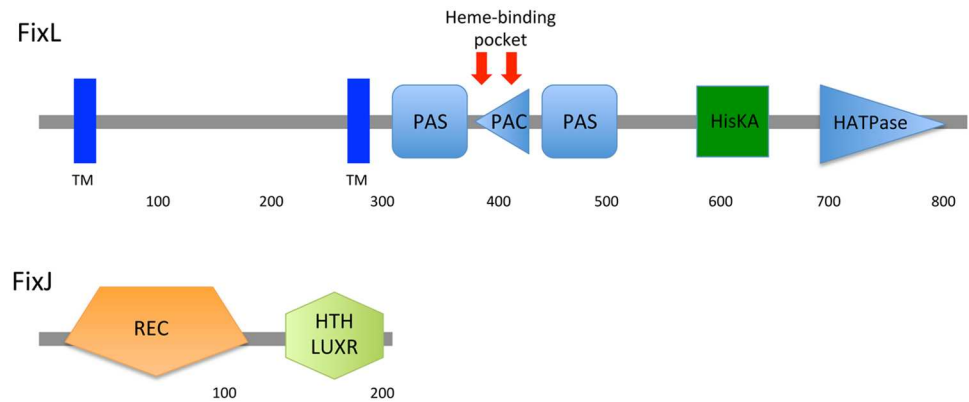 Heme-binding
pocket
FixL
PAS
PAC
PAS
HisKA
HATPase
TM
TM
100
200
300
400
500
600
700
800
FixJ
REC
HTH
LUXR
100
200